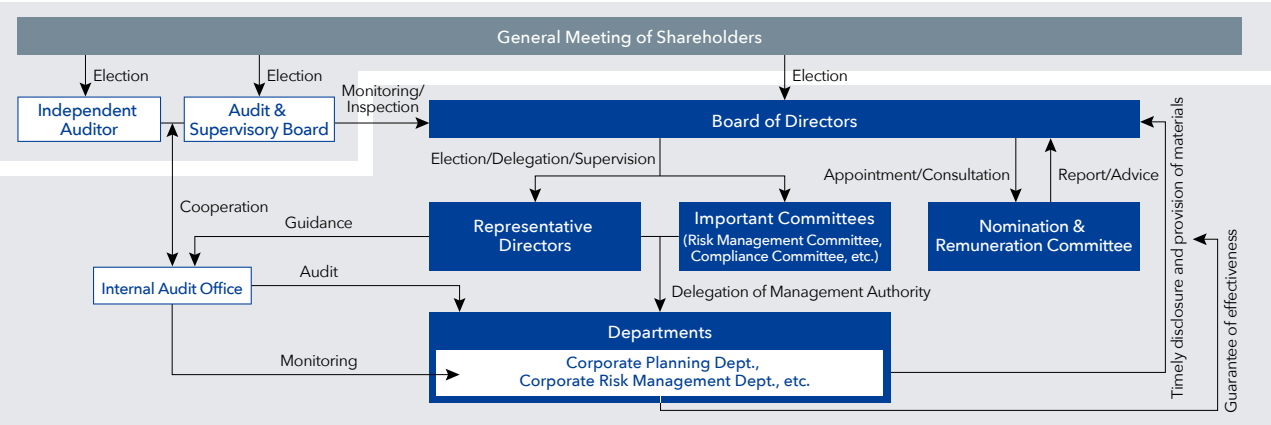 General Meeting of Shareholders
Election
Election
Election
Monitoring/
Inspection
Independent
Auditor
Audit &
Supervisory Board
Board of Directors
Election/Delegation/Supervision
Appointment/Consultation
Report/Advice
Timely disclosure and provision of materials
Cooperation
Guidance
Representative
Directors
Important Committees
(Risk Management Committee,
Compliance Committee, etc.)
Nomination &
Remuneration Committee
Guarantee of effectiveness
Internal Audit Office
Audit
Delegation of Management Authority
Departments
Monitoring
Corporate Planning Dept.,
Corporate Risk Management Dept., etc.